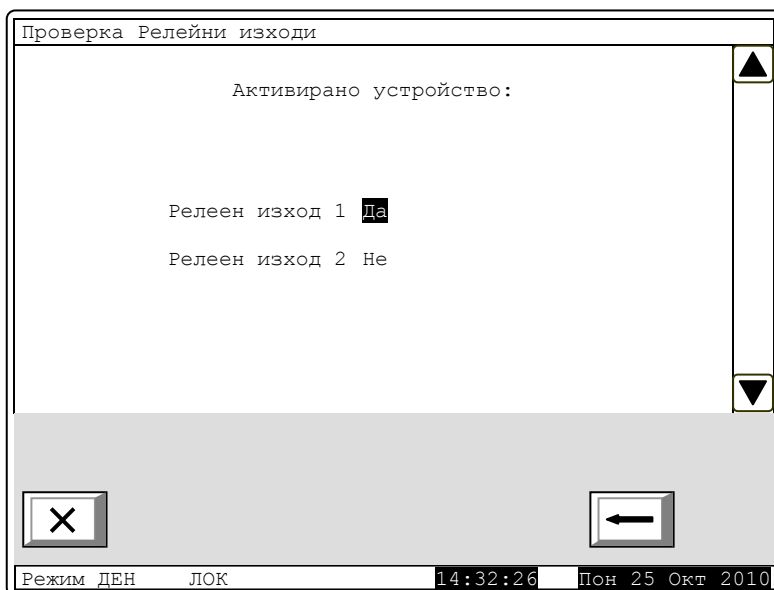 Проверка Релейни изходи
Активирано устройство:
Релеен изход 1 Да
Релеен изход 2 Не
Режим ДЕН ЛОК 14:32:26 Пон 25 Окт 2010